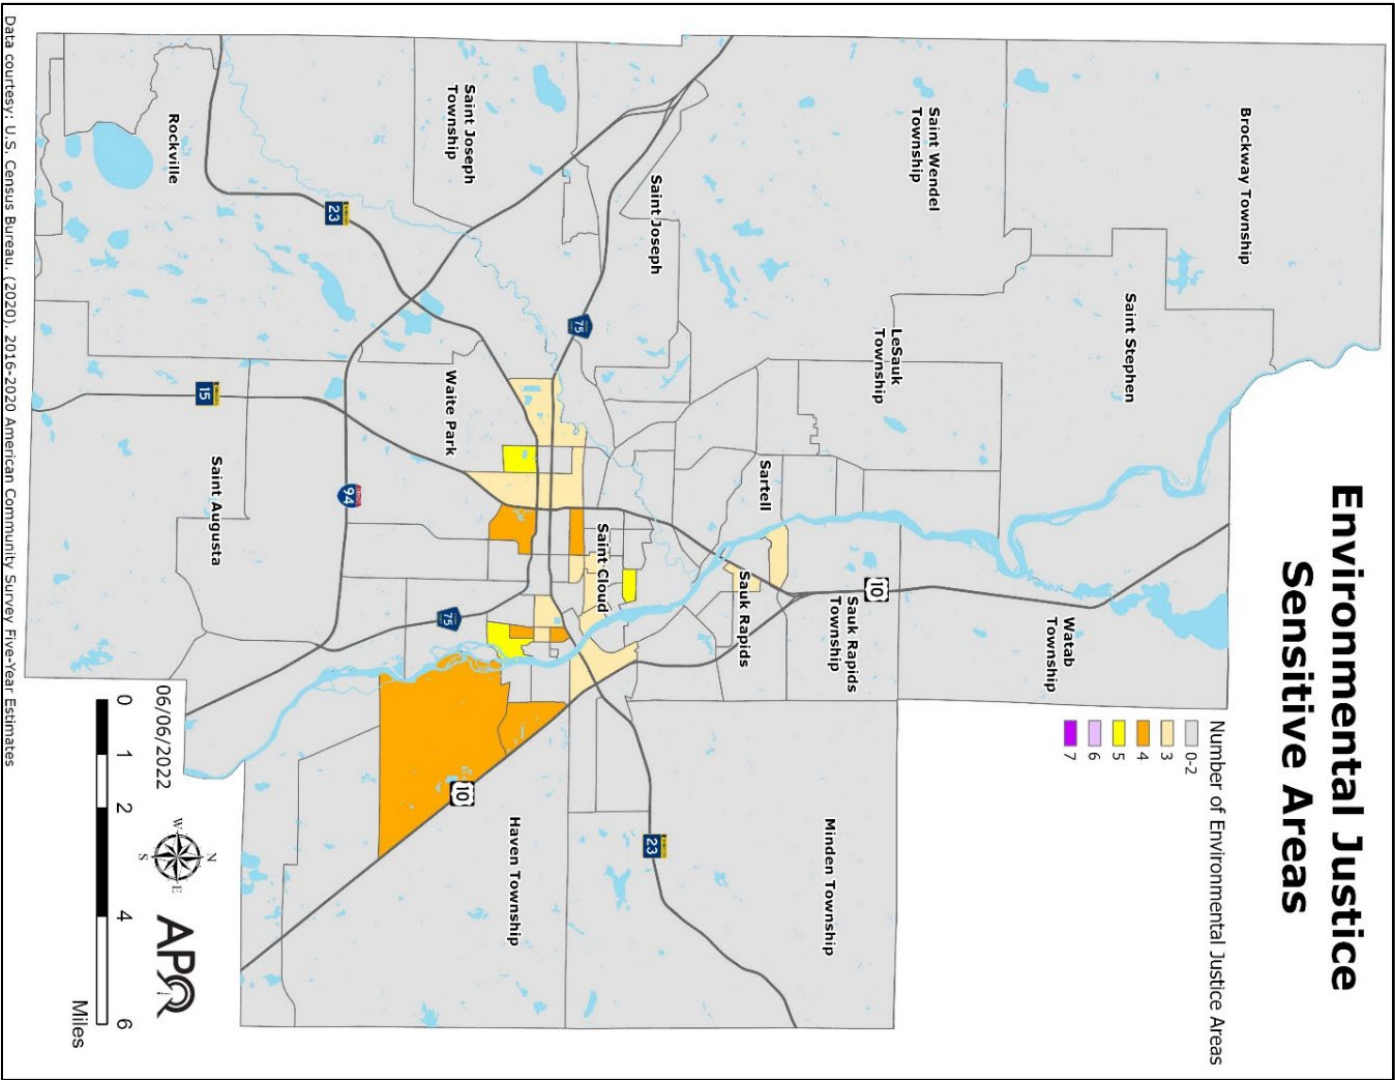 Environmental Justice
Sensitive Areas
Number of Environmental Justice Areas
0-2
3
4
5
6
7
Brockway Township
Saint Stephen
Saint Wendel
Township
LeSauk
Township
Watab
Township
Sartell
Sauk Rapids
Township
10
Sauk Rapids
Minden Township
Saint Joseph
Saint Joseph
Township
75
Saint Cloud
23
Waite Park
75
10
Haven Township
23
94
15
Saint Augusta
Rockville
06/06/2022
N
W
E
S
APO
0 1 2 4 6
Miles
Data courtesy: U.S. Census Bureau. (2020). 2016-2020 American Community Survey Five-Year Estimates